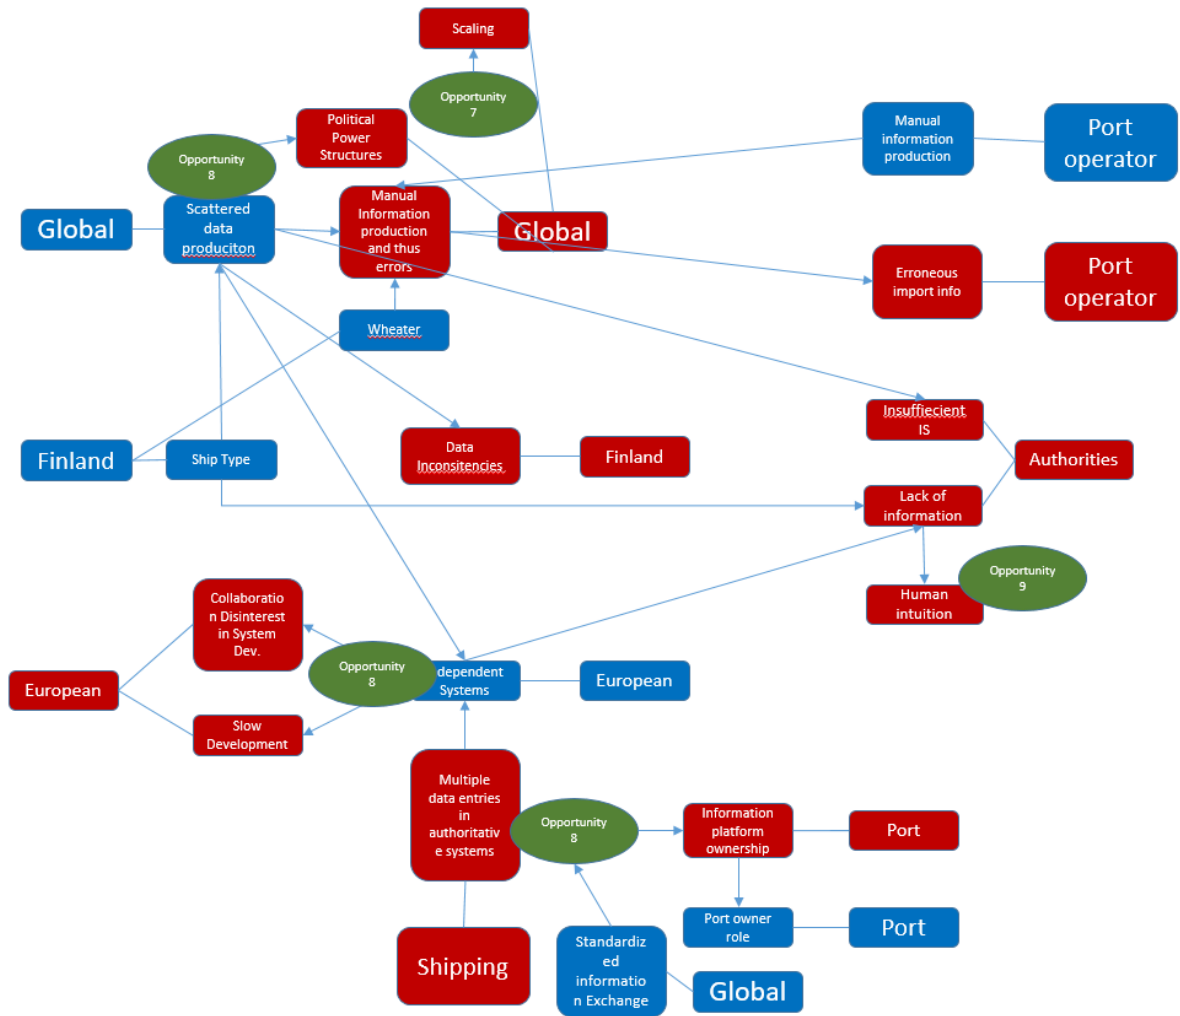 Scaling
Opportunity
7
Political
Power
Structures
Manual
information
production
Port
operator
Opportunity
8
Global
Scattered
data
produciton
Manual
Information
production
and thus
errors
Global
Erroneous
import info
Port
operator
Wheater
Insuffiecient
IS
Finland
Ship Type
Data
Inconsitencies
Finland
Authorities
Lack of
information
Opportunity
9
Human
intuition
Collaboratio
n Disinterest
in System
Dev.
Opportunity
8
dependent
Systems
European
European
Slow
Development
Multiple
data entries
in
authoritativ
e systems
Opportunity
8
Information
platform
ownership
Port
Port owner
role
Port
Shipping
Standardiz
ed
informatio
n Exchange
Global